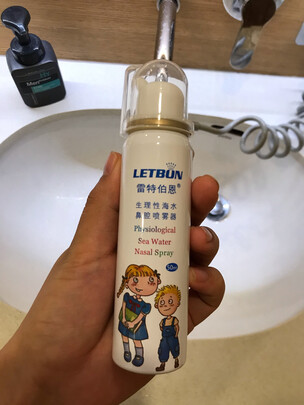 LETBUN
雷特伯恩®
生理性海水
鼻腔喷雾器
Physiological
Sea Water
Nasal Spray